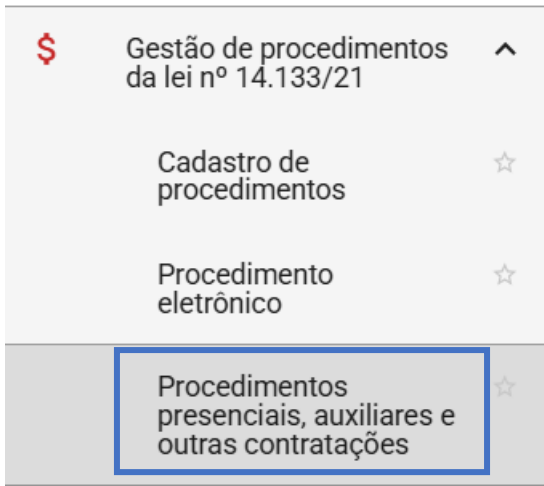 $
Gestão de procedimentos
da lei nº 14.133/21
Cadastro de
procedimentos
Procedimento
eletrônico
Procedimentos
presenciais, auxiliares e
outras contratações